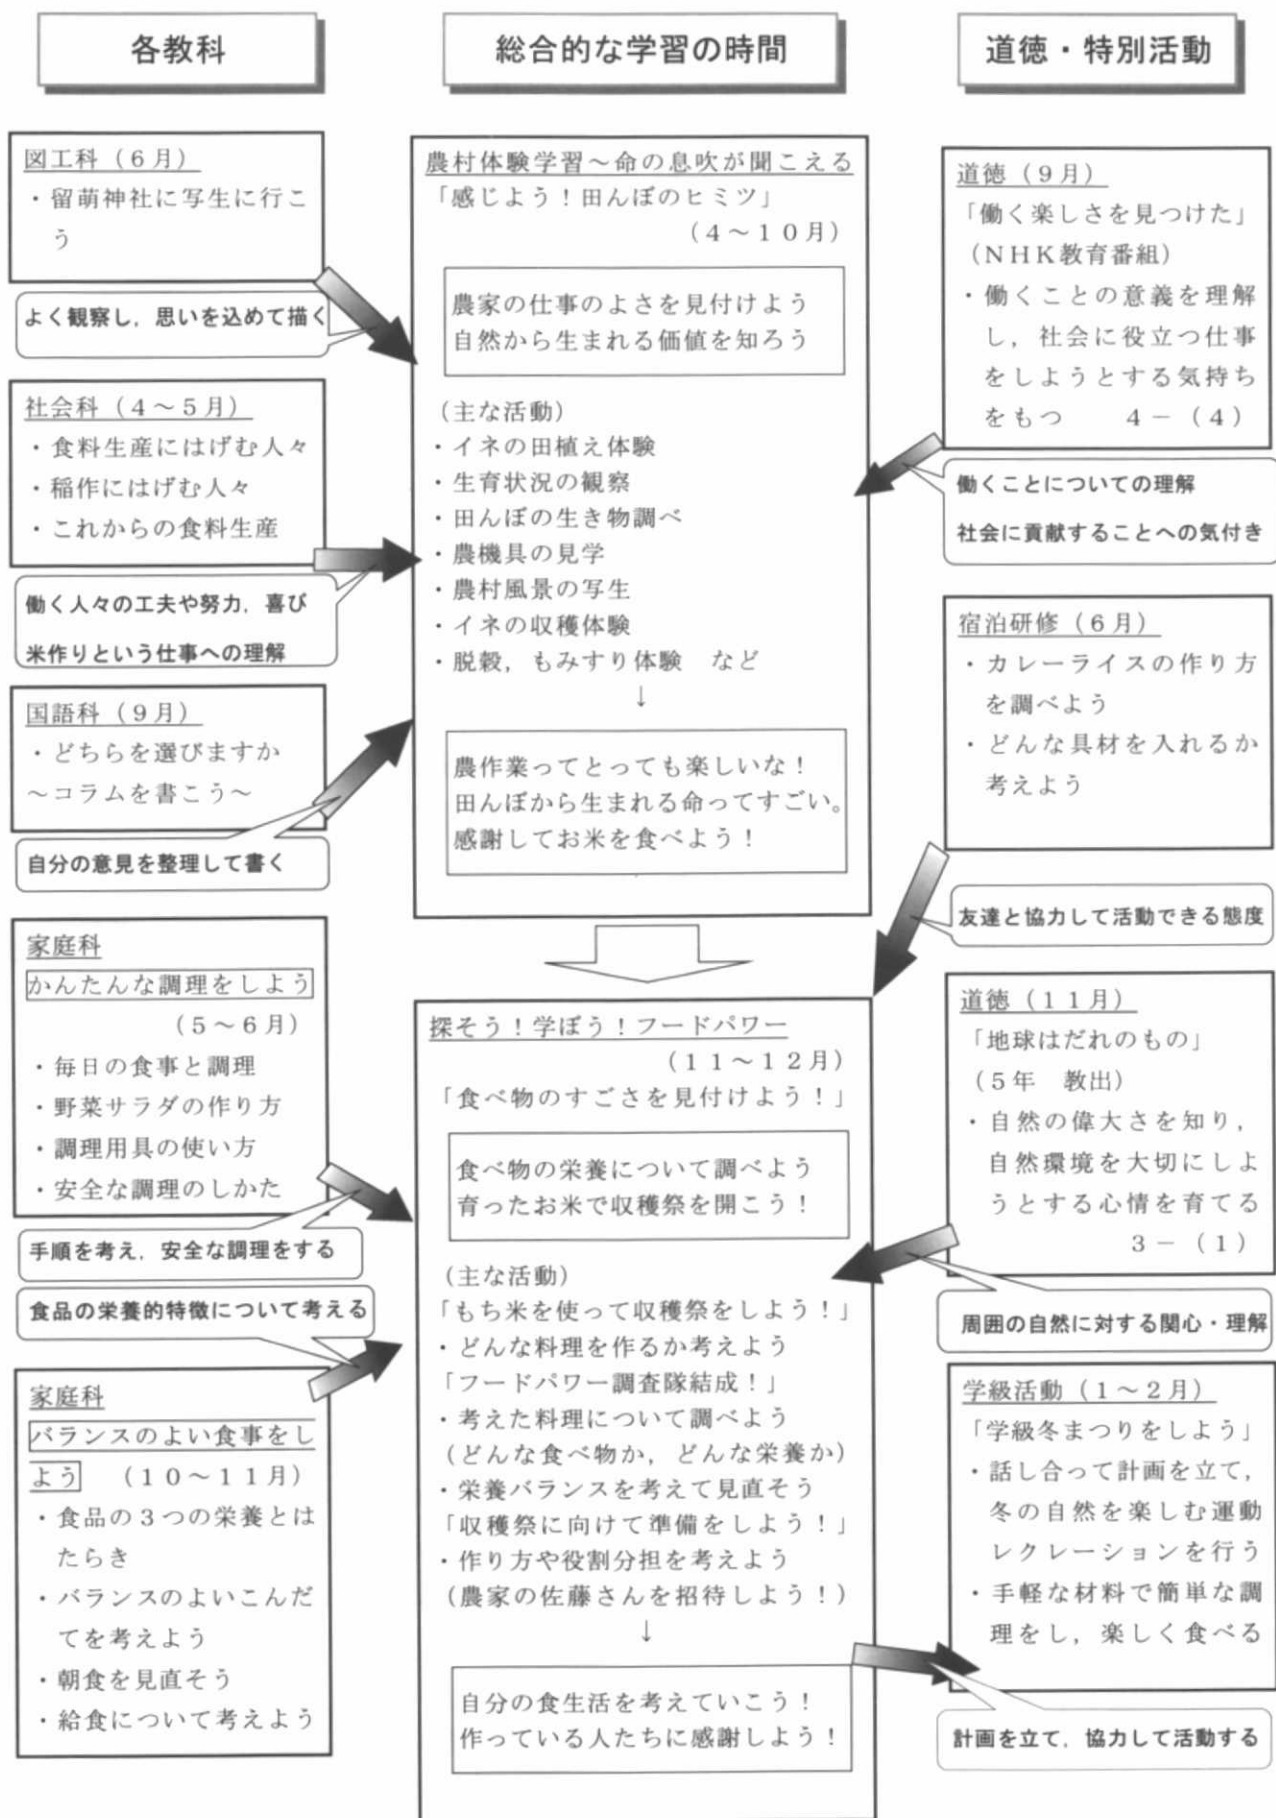 各教科
図工科（６月）
・留萌神社に写生に行こ
う
よく観察し，思いを込めて描く
社会科（４～５月）
・食料生産にはげむ人々
・稲作にはげむ人々
・これからの食料生産
働く人々の工夫や努力，喜び
米作りという仕事への理解
国語科（９月）
・どちらを選びますか
～コラムを書こう～
自分の意見を整理して書く
家庭科
かんたんな調理をしよう
（５～６月）
・毎日の食事と調理
・野菜サラダの作り方
・調理用具の使い方
・安全な調理のしかた
手順を考え，安全な調理をする
食品の栄養的特徴について考える
家庭科
バランスのよい食事をし
よう　（１０～１１月）
・食品の３つの栄養とは
たらき
・バランスのよいこんだ
てを考えよう
・朝食を見直そう
・給食について考えよう
総合的な学習の時間
農村体験学習～命の息吹が聞こえる
「感じよう！田んぼのヒミツ」
（４～１０月）
農家の仕事のよさを見付けよう
自然から生まれる価値を知ろう
（主な活動）
・イネの田植え体験
・生育状況の観察
・田んぼの生き物調べ
・農機具の見学
・農村風景の写生
・イネの収穫体験
・脱穀，もみすり体験　など
↓
農作業ってとっても楽しいな！
田んぼから生まれる命ってすごい。
感謝してお米を食べよう！
探そう！学ぼう！フードパワー
（１１～１２月）
「食べ物のすごさを見付けよう！」
食べ物の栄養について調べよう
育ったお米で収穫祭を開こう！
（主な活動）
「もち米を使って収穫祭をしよう！」
・どんな料理を作るか考えよう
「フードパワー調査隊結成！」
・考えた料理について調べよう
（どんな食べ物か，どんな栄養か）
・栄養バランスを考えて見直そう
「収穫祭に向けて準備をしよう！」
・作り方や役割分担を考えよう
（農家の佐藤さんを招待しよう！）
↓
自分の食生活を考えていこう！
作っている人たちに感謝しよう！
道徳・特別活動
道徳（９月）
「働く楽しさを見つけた」
（ＮＨＫ教育番組）
・働くことの意義を理解
し，社会に役立つ仕事
をしようとする気持ち
をもつ　　４－（４）
働くことについての理解
社会に貢献することへの気付き
宿泊研修（６月）
・カレーライスの作り方
を調べよう
・どんな具材を入れるか
考えよう
友達と協力して活動できる態度
道徳（１１月）
「地球はだれのもの」
（５年　教出）
・自然の偉大さを知り，
自然環境を大切にしよ
うとする心情を育てる
３－（１）
周囲の自然に対する関心・理解
学級活動（１～２月）
「学級冬まつりをしよう」
・話し合って計画を立て，
冬の自然を楽しむ運動
レクレーションを行う
・手軽な材料で簡単な調
理をし，楽しく食べる
計画を立て，協力して活動する